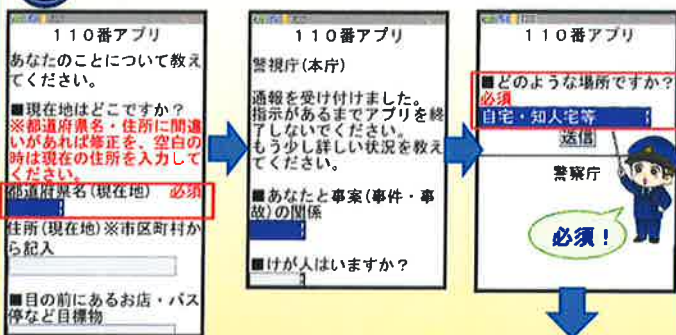 110番アプリ
あなたのことについて教え
てください。
■現在地はどこですか？
※都道府県名・住所に間違
いがあれば修正を、空白の
時は現在の住所を入力して
ください。
都道府県名(現在地) 必須
住所(現在地)※市区町村か
ら記入
■目の前にあるお店・バス
停など目標物
110番アプリ
警視庁(本庁)
通報を受け付けました。
指示があるまでアプリを終
了しないでください。
もう少し詳しい状況を教え
てください。
■あなたと事案(事件・事
故)の関係
■けが人はいますか？
110番アプリ
■どのような場所ですか？
必須
自宅・知人宅等
送信
警察庁
必須！